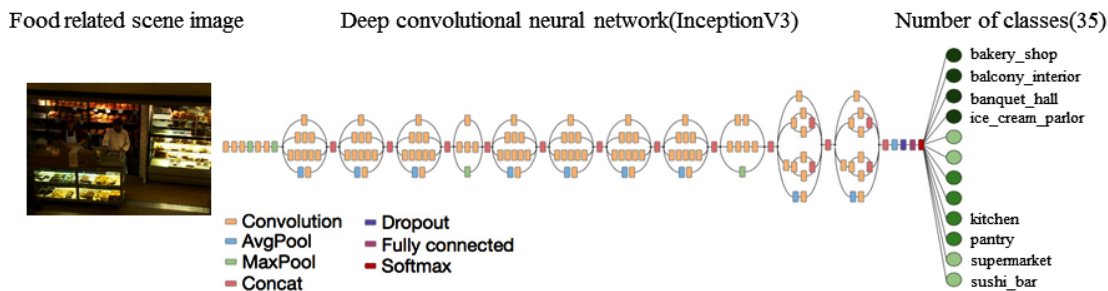 Food related scene image
Deep convolutional neural network(InceptionV3)
Number of classes(35)
bakery_shop
balcony_interior
banquet_hall
ice_cream_parlor
kitchen
pantry
supermarket
sushi_bar
Convolution
AvgPool
MaxPool
Concat
Dropout
Fully connected
Softmax